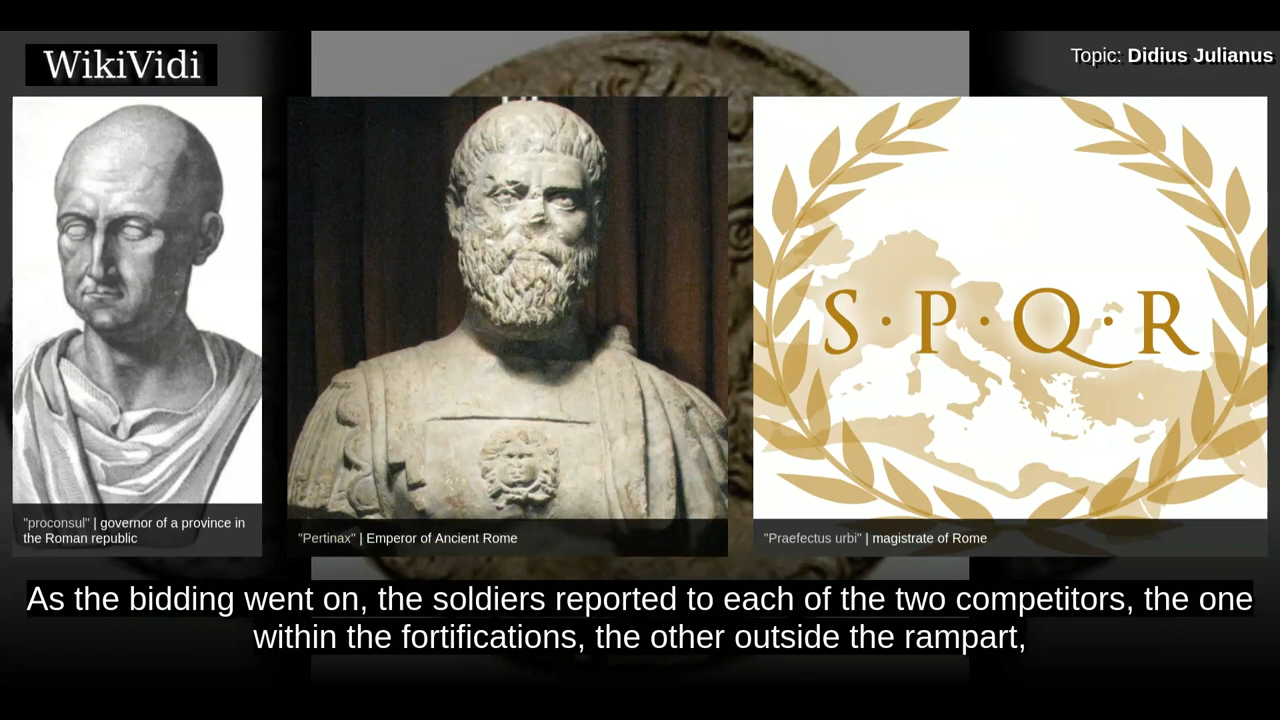 WikiVidi
Topic: Didius Julianus
S·P·Q·R
"proconsul" | governor of a province in
the Roman republic
"Pertinax" | Emperor of Ancient Rome
"Praefectus urbi" | magistrate of Rome
As the bidding went on, the soldiers reported to each of the two competitors, the one
within the fortifications, the other outside the rampart,